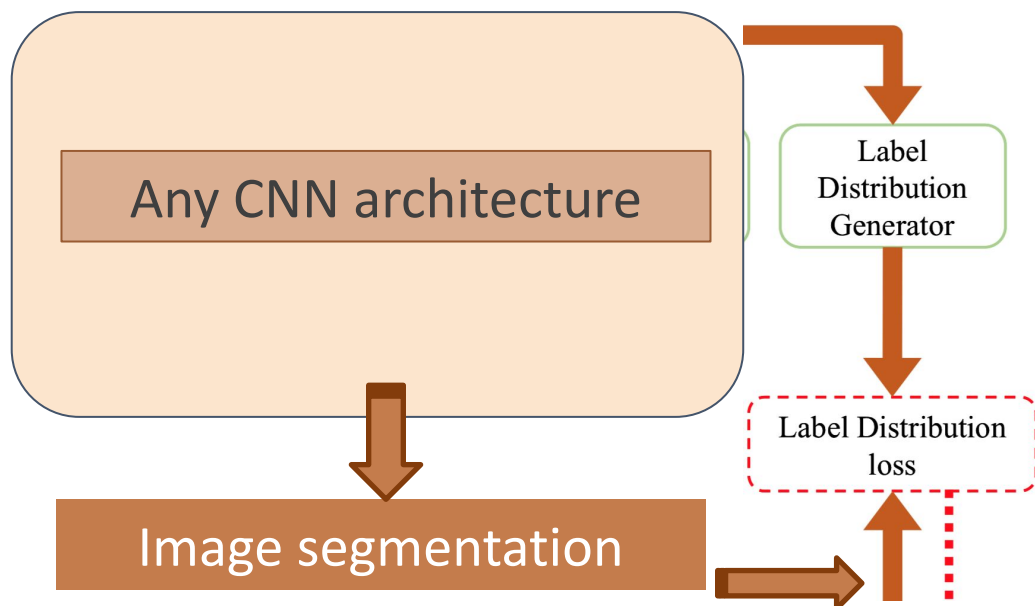 Any CNN architecture
Label
Distribution
Generator
Label Distribution
loss
Image segmentation